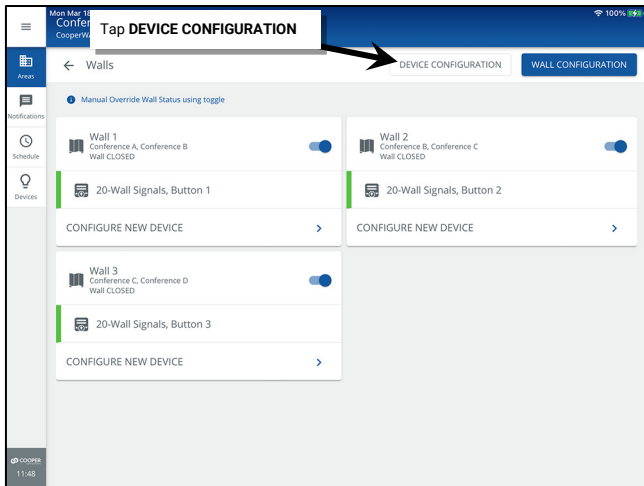 Mon Mar 18
100%
Confer
CooperW
Tap DEVICE CONFIGURATION
Areas
Notifications
Schedule
Devices
Walls
DEVICE CONFIGURATION
WALL CONFIGURATION
Manual Override Wall Status using toggle
Wall 1
Conference A, Conference B
Wall CLOSED
20-Wall Signals, Button 1
CONFIGURE NEW DEVICE
Wall 2
Conference B, Conference C
Wall CLOSED
20-Wall Signals, Button 2
CONFIGURE NEW DEVICE
Wall 3
Conference C, Conference D
Wall CLOSED
20-Wall Signals, Button 3
CONFIGURE NEW DEVICE
COOPER
11:48